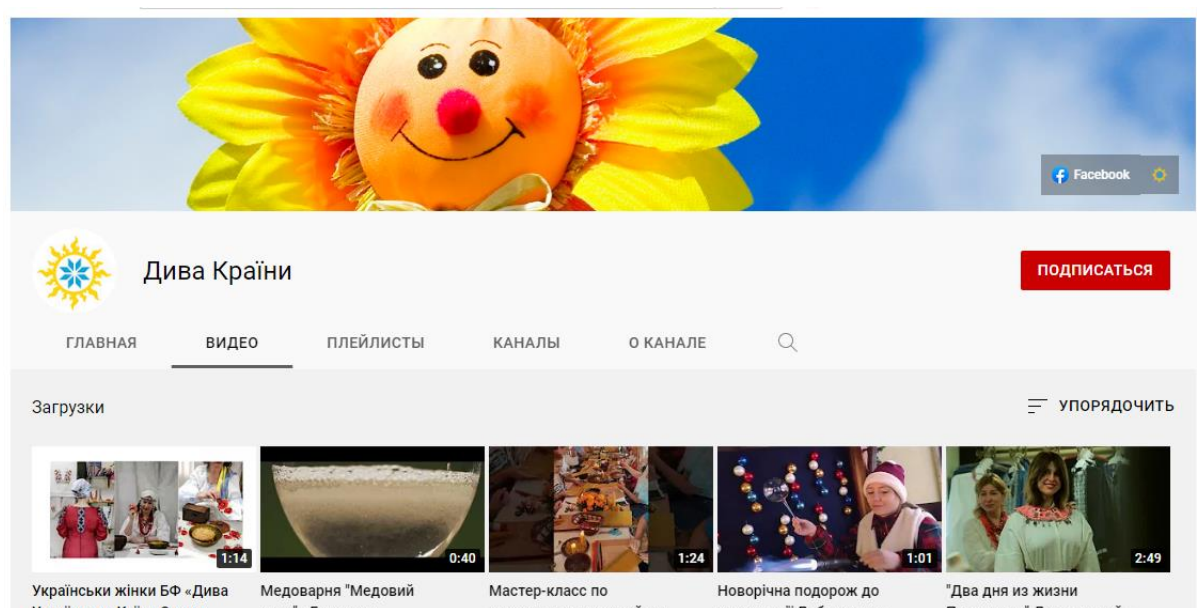 Facebook
Дива Країни
ПОДПИСАТЬСЯ
ГЛАВНАЯ
ВИДЕО
ПЛЕЙЛИСТЫ
КАНАЛЫ
О КАНАЛЕ
Загрузки
УПОРЯДОЧИТЬ
1:14
0:40
1:24
1:01
2:49
Українськи жінки БФ «Дива
Медоварня "Медовий
Мастер-класс по
Новорічна подорож до
"Два дня из жизни